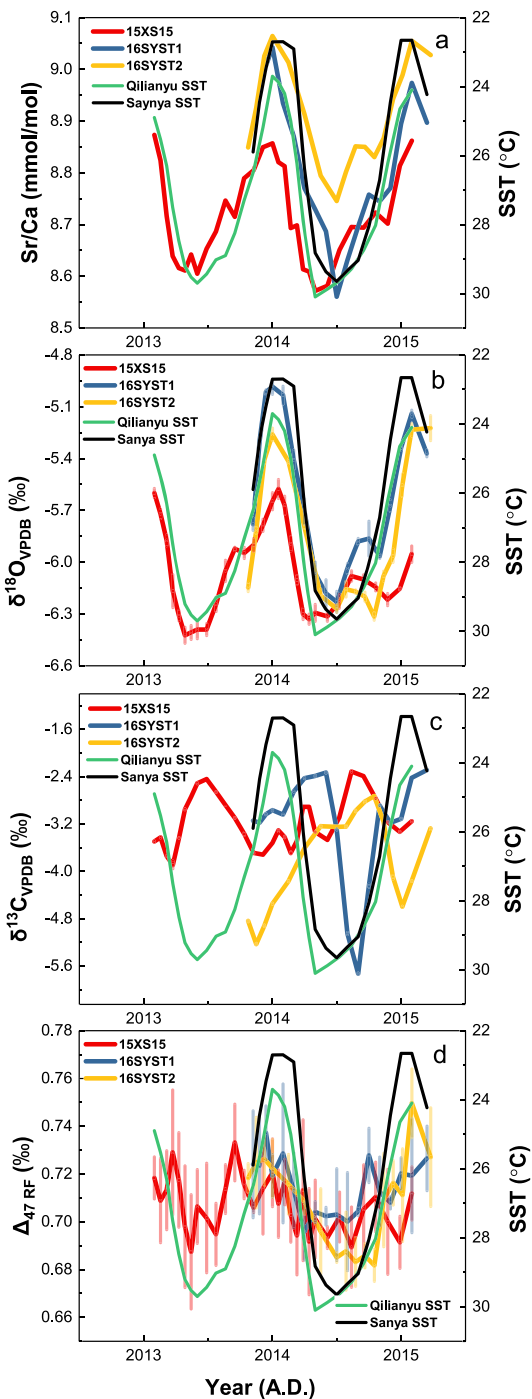 a
15XS15
16SYST1
16SYST2
Qilianyu SST
Saynya SST
Sr/Ca (mmol/mol)
9.1
9.0
8.9
8.8
8.7
8.6
8.5
22
24
26
28
30
SST (°C)
2013 2014 2015
b
15XS15
16SYST1
16SYST2
Qilianyu SST
Sanya SST
δ18OVPDB (‰)
-4.8
-5.1
-5.4
-5.7
-6.0
-6.3
-6.6
22
24
26
28
30
SST (°C)
2013 2014 2015
c
15XS15
16SYST1
16SYST2
Qilianyu SST
Sanya SST
δ13CVPDB (‰)
-1.6
-2.4
-3.2
-4.0
-4.8
-5.6
22
24
26
28
30
SST (°C)
2013 2014 2015
d
15XS15
16SYST1
16SYST2
Δ47 RF (‰)
0.78
0.76
0.74
0.72
0.70
0.68
0.66
22
24
26
28
30
SST (°C)
Qilianyu SST
Sanya SST
2013 2014 2015
Year (A.D.)